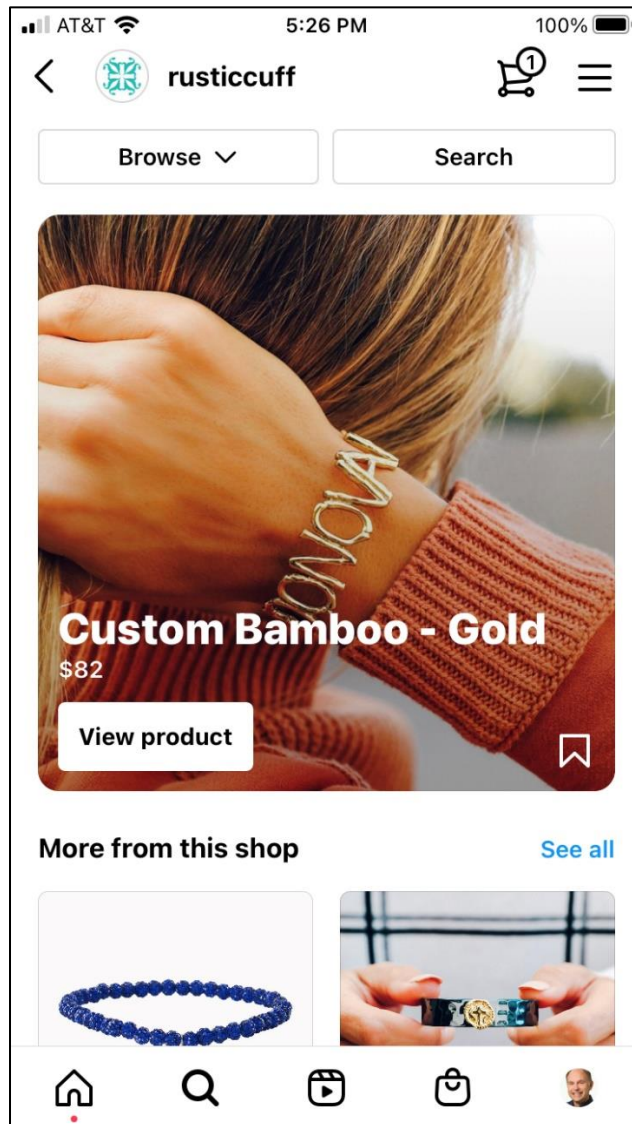 AT&T 5:26 PM 100%
rusticcuff 1
Browse Search
Custom Bamboo - Gold
$82
View product
More from this shop See all